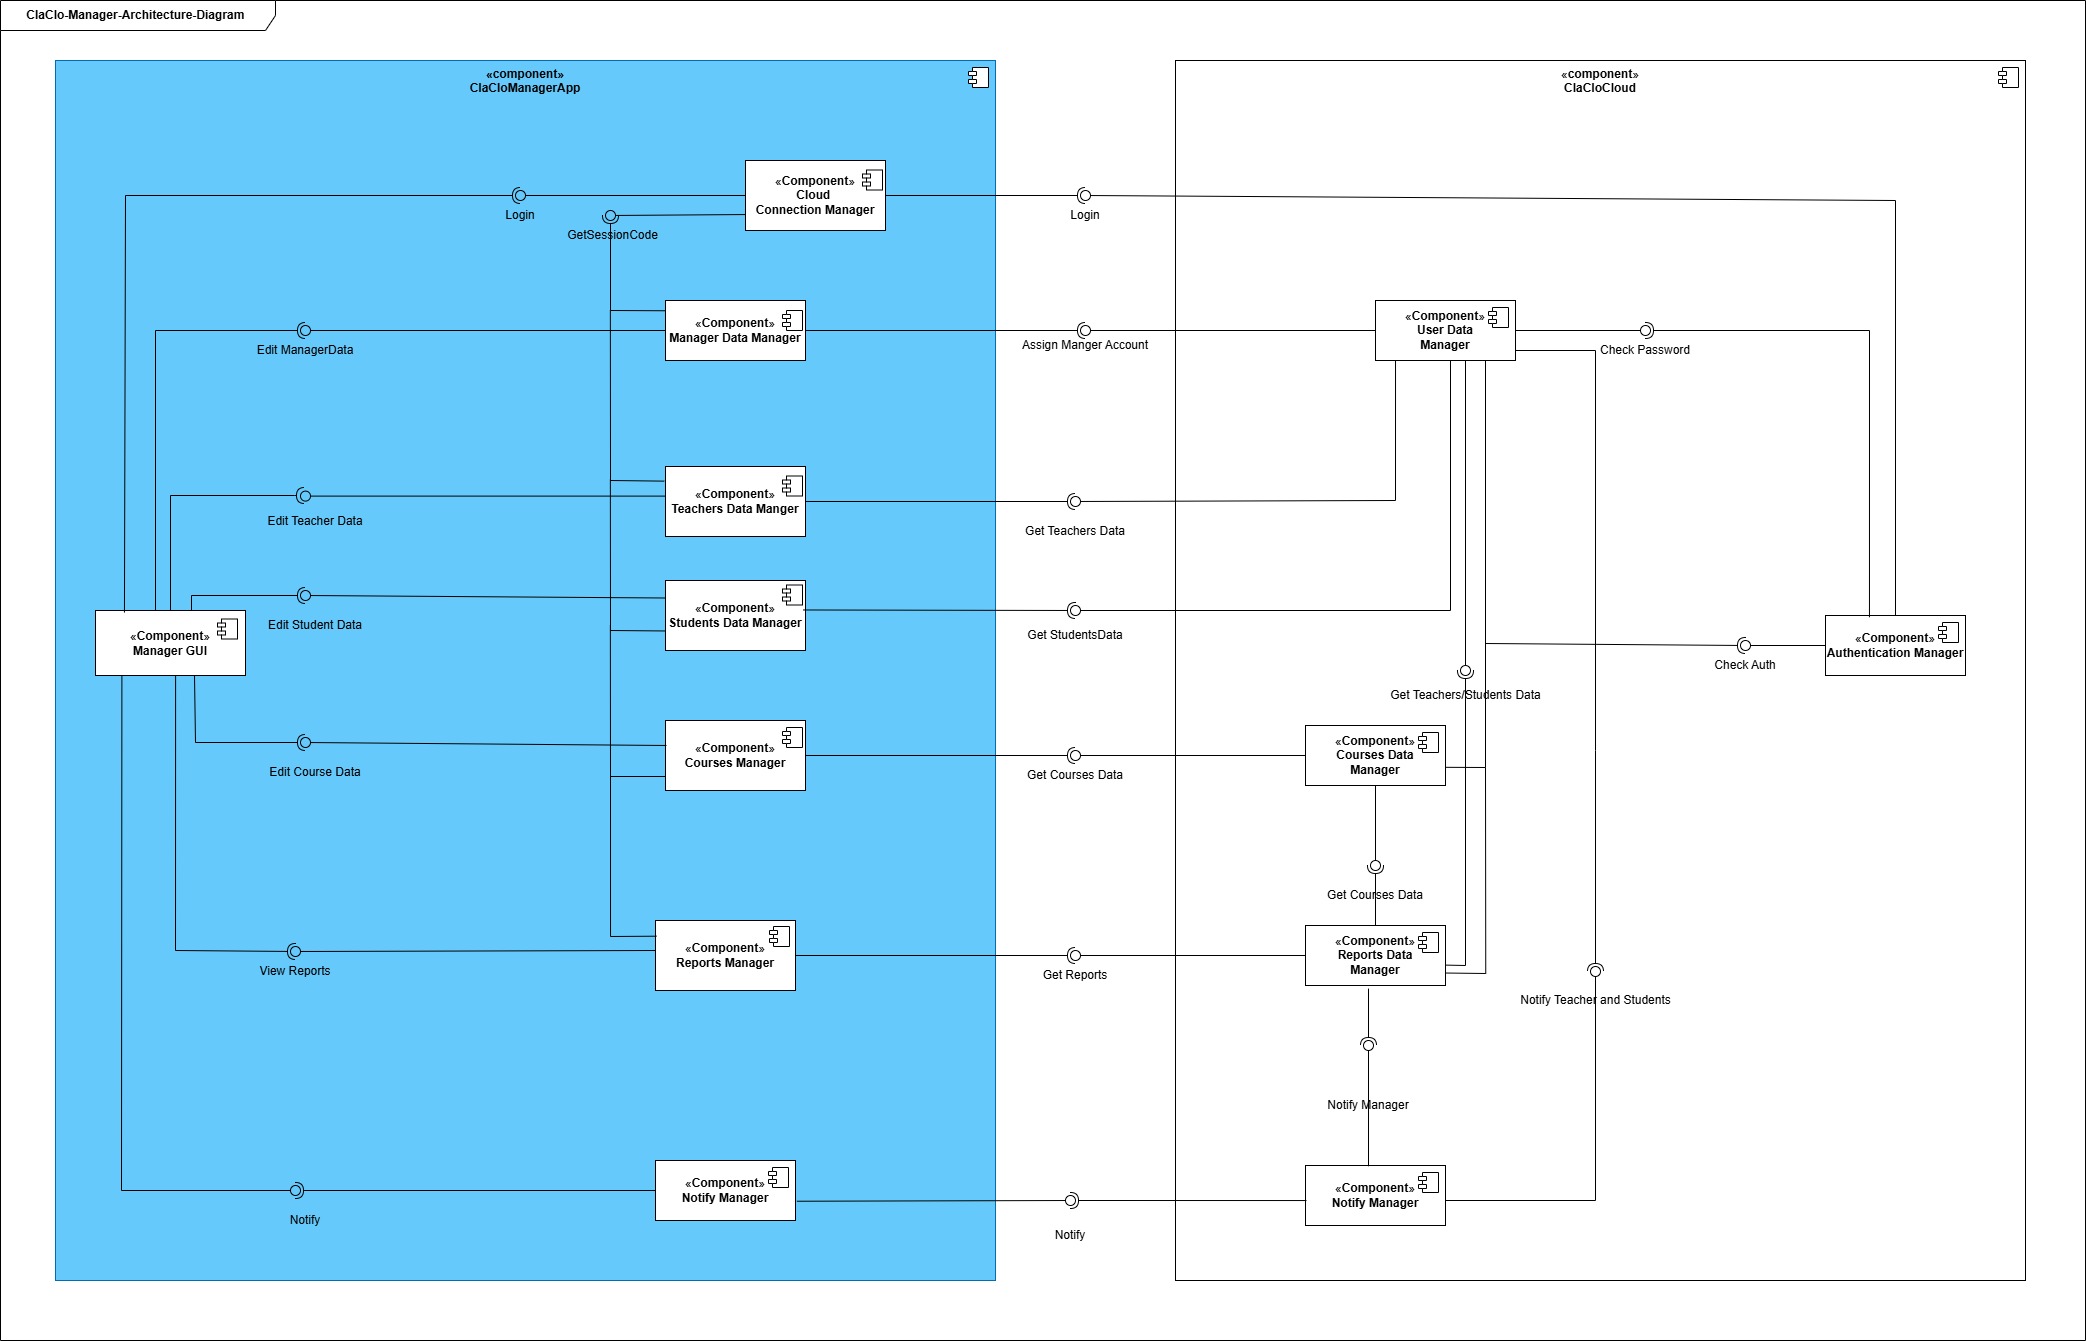 ClaClo-Manager-Architecture-Diagram
«component»
ClaCloManagerApp
«component»
ClaCloCloud
«Component»
Cloud
Connection Manager
Login
GetSessionCode
Login
«Component»
Manager Data Manager
Edit ManagerData
Assign Manger Account
«Component»
User Data
Manager
Check Password
«Component»
Teachers Data Manger
Edit Teacher Data
Get Teachers Data
«Component»
Students Data Manager
Edit Student Data
Get StudentsData
«Component»
Manager GUI
«Component»
Authentication Manager
Check Auth
Get Teachers/Students Data
«Component»
Courses Manager
Edit Course Data
Get Courses Data
«Component»
Courses Data
Manager
Get Courses Data
«Component»
Reports Manager
View Reports
Get Reports
«Component»
Reports Data
Manager
Notify Teacher and Students
Notify Manager
«Component»
Notify Manager
Notify
Notify
«Component»
Notify Manager